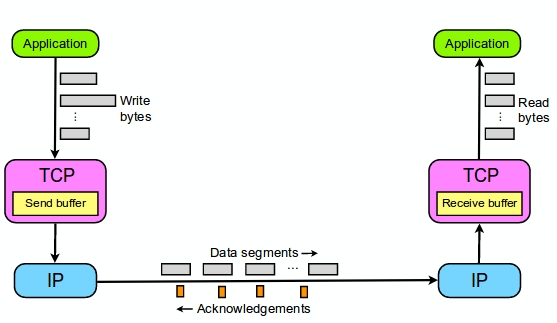 Application
Application
Write
bytes
⋮
Read
bytes
⋮
TCP
Send buffer
TCP
Receive buffer
Data segments
...
IP
IP
Acknowledgements